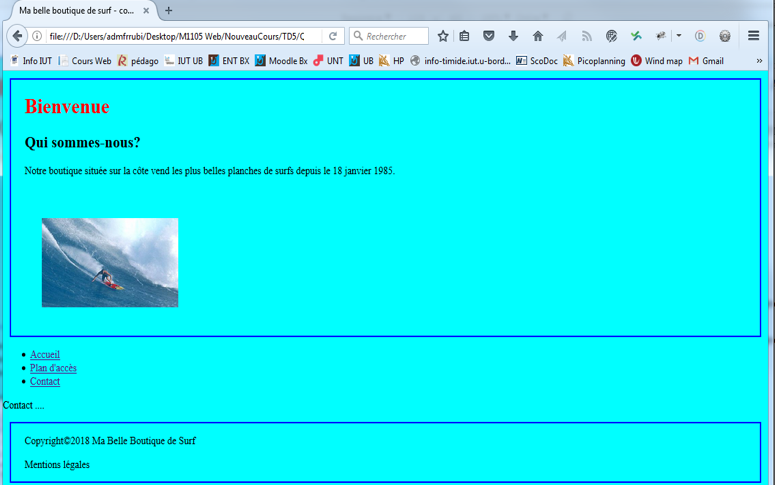 Ma belle boutique de surf - co...
file:///D:/Users/admfrrubi/Desktop/M1105 Web/NouveauCours/TD5/C
Rechercher
Info IUT Cours Web pédago IUT UB ENT BX Moodle Bx UNT UB HP info-timide.iut.u-bord... ScoDoc Picoplanning Wind map Gmail
Bienvenue
Qui sommes-nous?
Notre boutique située sur la côte vend les plus belles planches de surfs depuis le 18 janvier 1985.
Accueil
Plan d'accès
Contact
Contact ....
Copyright©2018 Ma Belle Boutique de Surf
Mentions légales